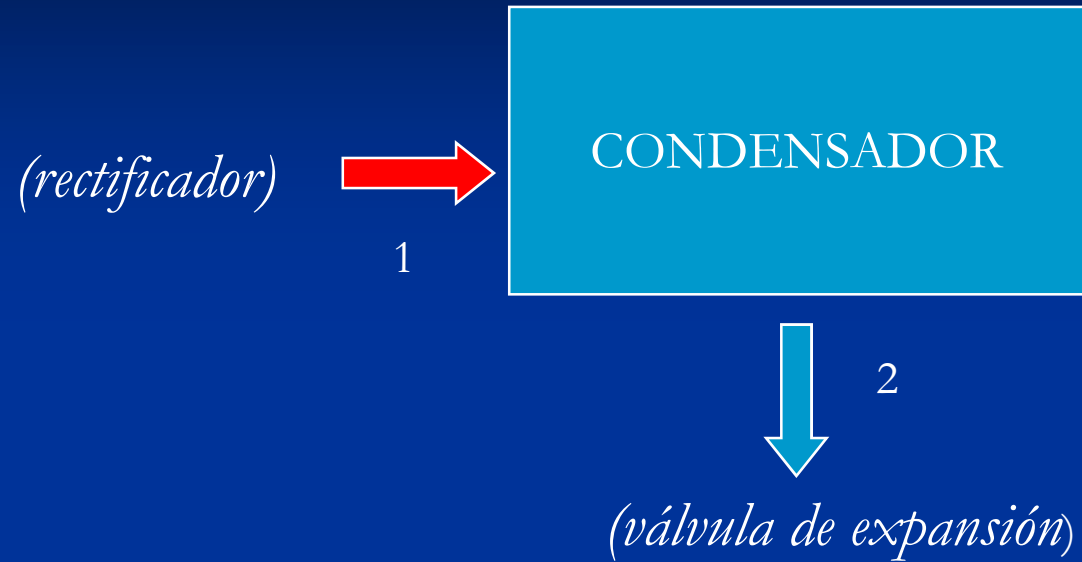 CONDENSADOR
(rectificador)
1
2
(válvula de expansión)